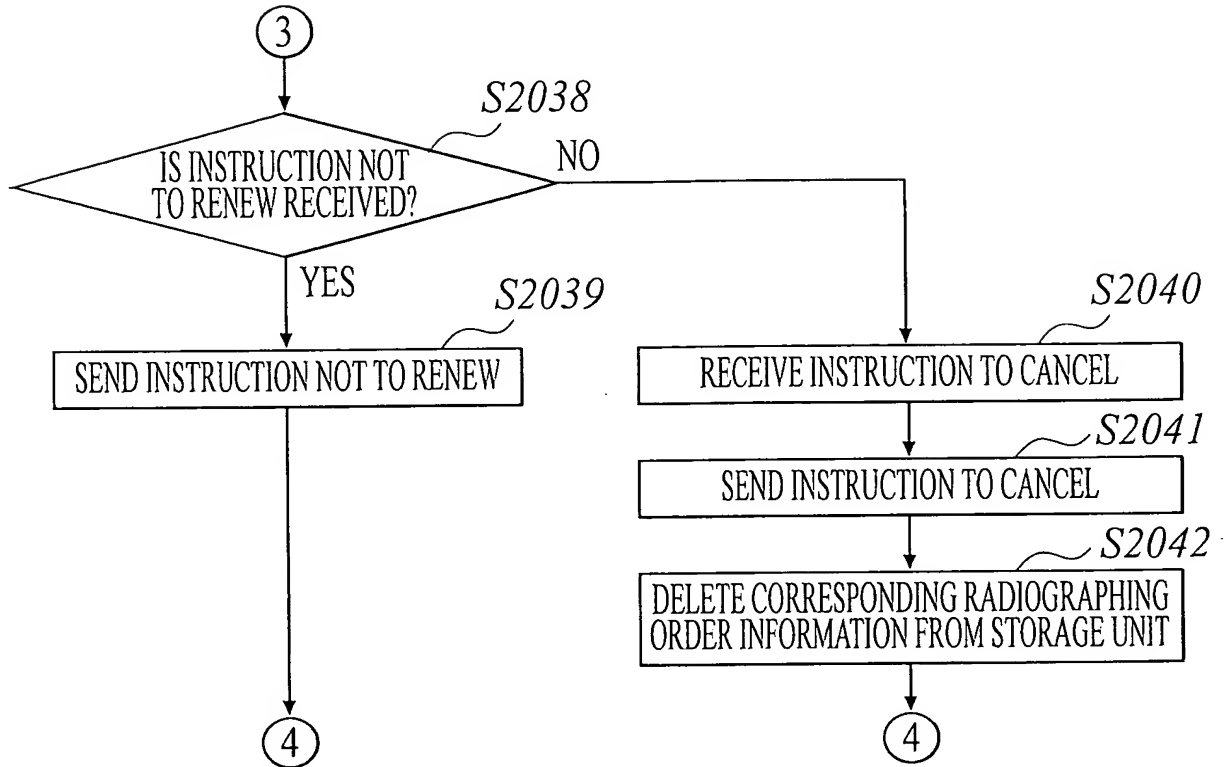 3
S2038
IS INSTRUCTION NOT
TO RENEW RECEIVED?
NO
YES
S2039
SEND INSTRUCTION NOT TO RENEW
S2040
RECEIVE INSTRUCTION TO CANCEL
S2041
SEND INSTRUCTION TO CANCEL
S2042
DELETE CORRESPONDING RADIOGRAPHING
ORDER INFORMATION FROM STORAGE UNIT
4
4